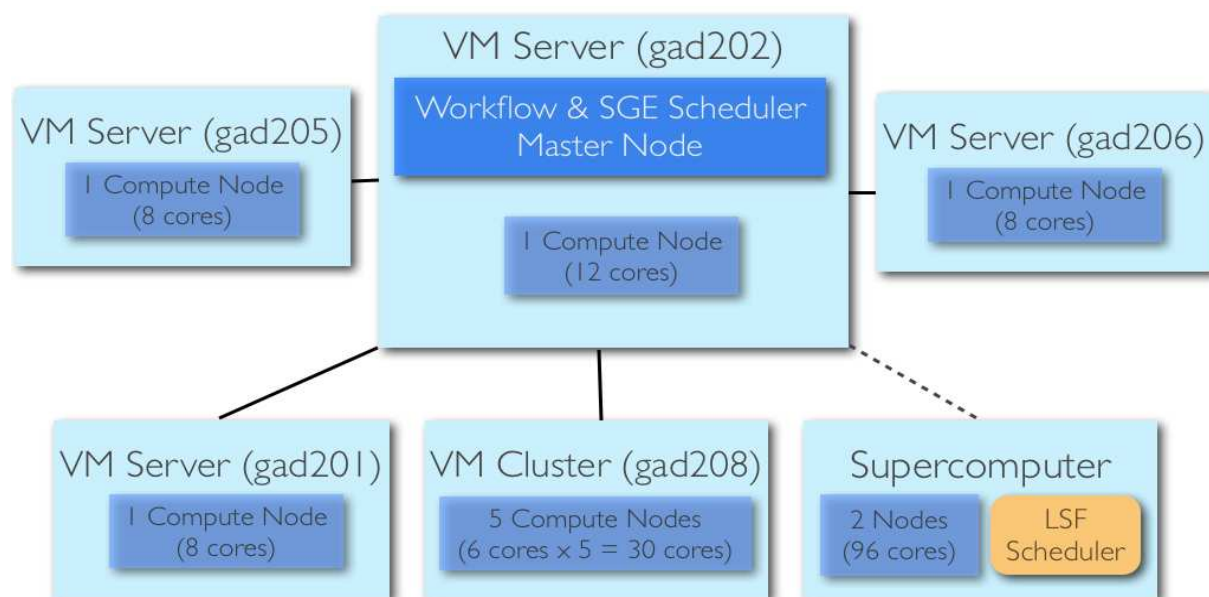 VM Server (gad202)
Workflow & SGE Scheduler
Master Node
1 Compute Node
(12 cores)
VM Server (gad205)
1 Compute Node
(8 cores)
VM Server (gad206)
1 Compute Node
(8 cores)
VM Server (gad201)
1 Compute Node
(8 cores)
VM Cluster (gad208)
5 Compute Nodes
(6 cores x 5 = 30 cores)
Supercomputer
2 Nodes
(96 cores)
LSF
Scheduler